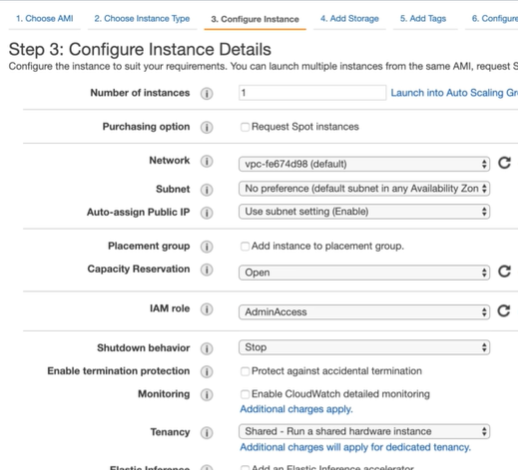 1. Choose AMI 2. Choose Instance Type 3. Configure Instance 4. Add Storage 5. Add Tags 6. Configure
Step 3: Configure Instance Details
Configure the instance to suit your requirements. You can launch multiple instances from the same AMI, request S
Number of instances 1 Launch into Auto Scaling Gr
Purchasing option Request Spot instances
Network vpc-fe674d98 (default)
Subnet No preference (default subnet in any Availability Zon
Auto-assign Public IP Use subnet setting (Enable)
Placement group Add instance to placement group.
Capacity Reservation Open
IAM role AdminAccess
Shutdown behavior Stop
Enable termination protection Protect against accidental termination
Monitoring Enable CloudWatch detailed monitoring
Additional charges apply.
Tenancy Shared - Run a shared hardware instance
Additional charges will apply for dedicated tenancy.
Elastic Inference Add an Elastic Inference accelerator